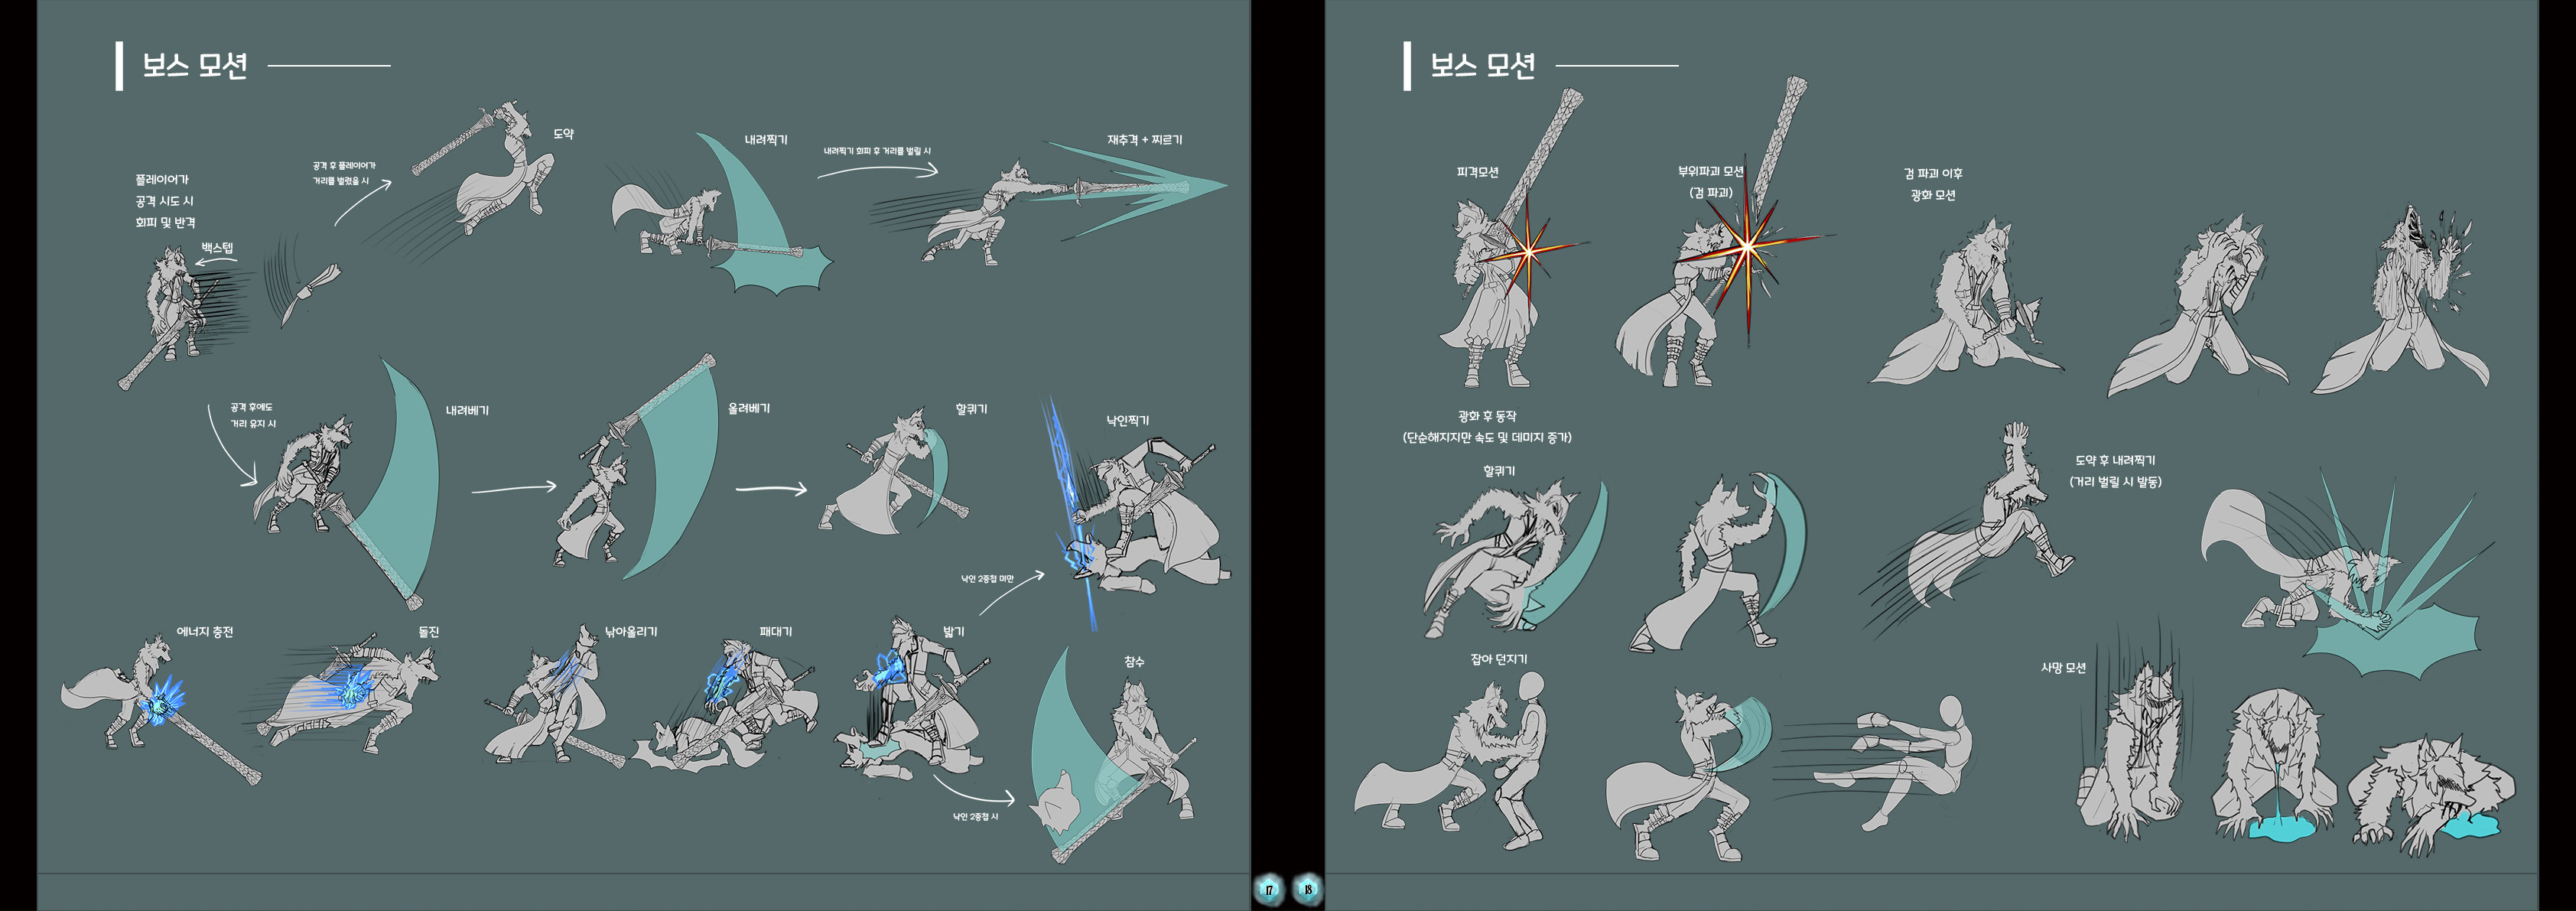 보스 모션
플레이어가
공격 시도 시
회피 및 반격
백스텝
공격 후 플레이어가
거리를 벌렸을 시
도약
내려찍기
내려찍기 회피 후 거리를 벌릴 시
재추격 + 찌르기
공격 후에도
거리 유지 시
내려베기
올려베기
할퀴기
낙인찍기
낙인 2중첩 미만
에너지 충전
돌진
낚아올리기
패대기
밟기
참수
낙인 2중첩 시
17
보스 모션
피격모션
부위파괴 모션
(검 파괴)
검 파괴 이후
광화 모션
광화 후 동작
(단순해지지만 속도 및 데미지 증가)
할퀴기
도약 후 내려찍기
(거리 벌릴 시 발동)
잡아 던지기
사망 모션
18